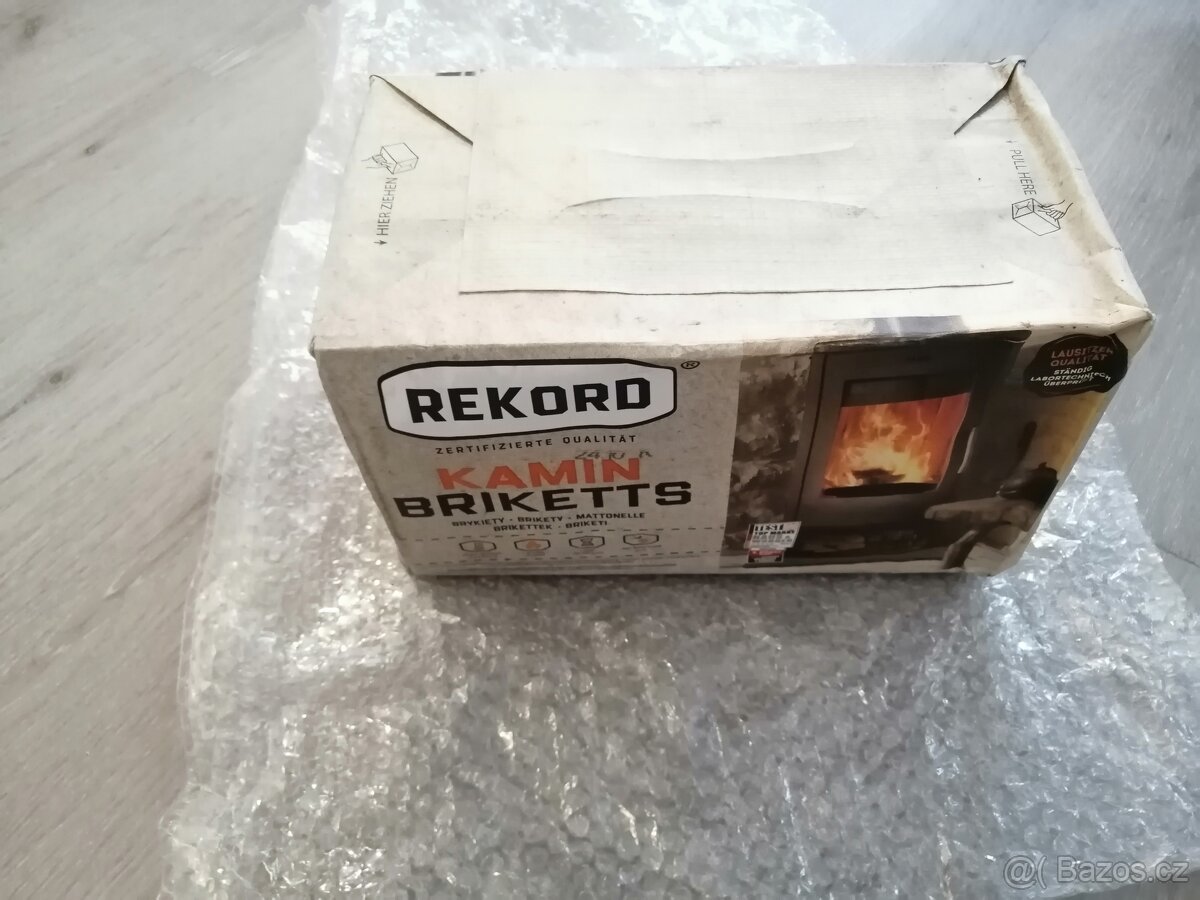 HIER ZIEHEN
PULL HERE
REKORD®
ZERTIFIZIERTE QUALITÄT
KAMIN
BRIKETTS
BRYKIETY · BRIKETY · MATTONELLE
BRIKETTEK · BRIKETI
LAUSITZER
QUALITÄT
STÄNDIG
LABORTECHNISCH
ÜBERPRÜFT
@( Bazos.cz